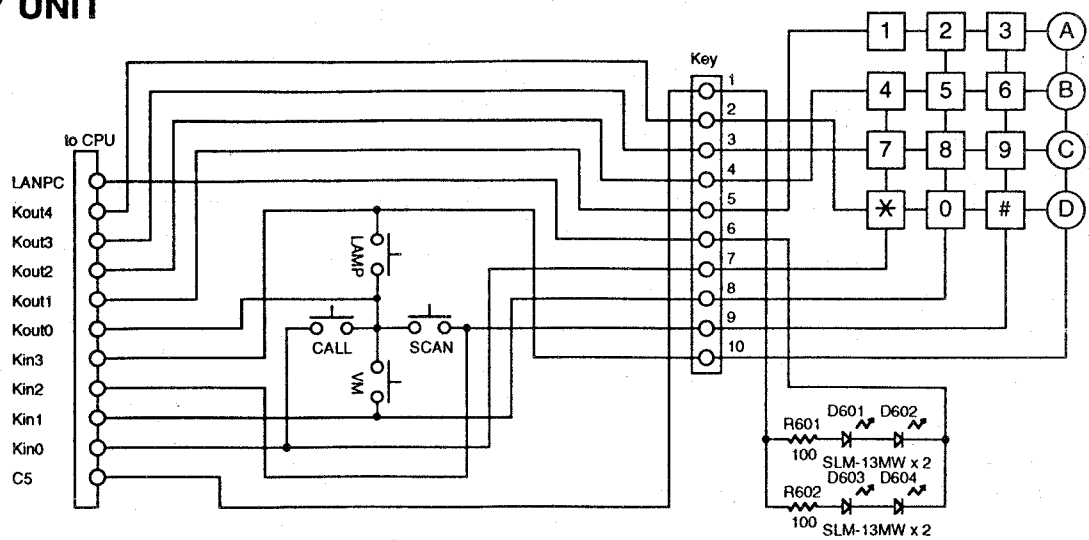 UNIT
to CPU
LANPC
Kout4
Kout3
Kout2
Kout1
Kout0
Kin3
Kin2
Kin1
Kin0
C5
LAMP
CALL
SCAN
VM
Key
1
2
3
4
5
6
7
8
9
10
1 2 3 A
4 5 6 B
7 8 9 C
* 0 # D
R601
100
D601 D602
SLM-13MW x 2
R602
100
D603 D604
SLM-13MW x 2